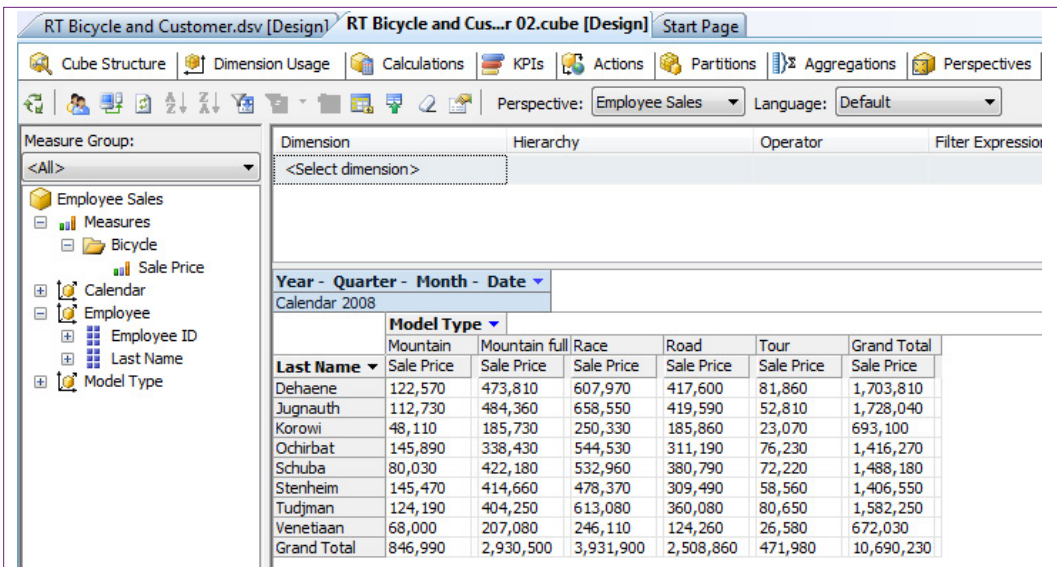 RT Bicycle and Customer.dsv [Design] RT Bicycle and Cus...r 02.cube [Design] Start Page
Cube Structure Dimension Usage Calculations KPIs Actions Partitions Aggregations Perspectives
Perspective: Employee Sales Language: Default
Measure Group:
<All>
Employee Sales
Measures
Bicycle
Sale Price
Calendar
Employee
Employee ID
Last Name
Model Type
Dimension Hierarchy Operator Filter Expression
<Select dimension>
Year - Quarter - Month - Date
Calendar 2008
Model Type
Mountain Mountain full Race Road Tour Grand Total
Last Name Sale Price Sale Price Sale Price Sale Price Sale Price Sale Price
Dehaene 122,570 473,810 607,970 417,600 81,860 1,703,810
Jugnauth 112,730 484,360 658,550 419,590 52,810 1,728,040
Korowi 48,110 185,730 250,330 185,860 23,070 693,100
Ochirbat 145,890 338,430 544,530 311,190 76,230 1,416,270
Schuba 80,030 422,180 532,960 380,790 72,220 1,488,180
Stenheim 145,470 414,660 478,370 309,490 58,560 1,406,550
Tudjman 124,190 404,250 613,080 360,080 80,650 1,582,250
Venetiaan 68,000 207,080 246,110 124,260 26,580 672,030
Grand Total 846,990 2,930,500 3,931,900 2,508,860 471,980 10,690,230